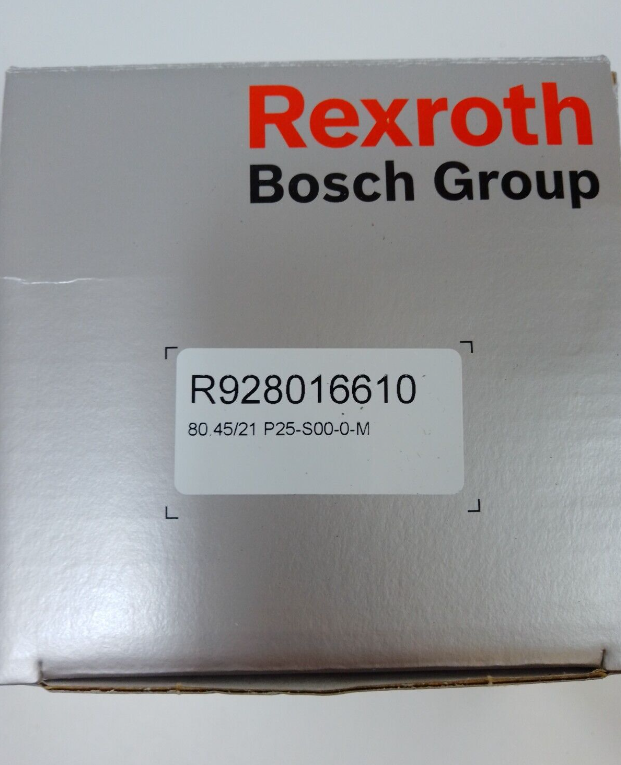 Rexroth
Bosch Group
R928016610
80.45/21 P25-S00-0-M